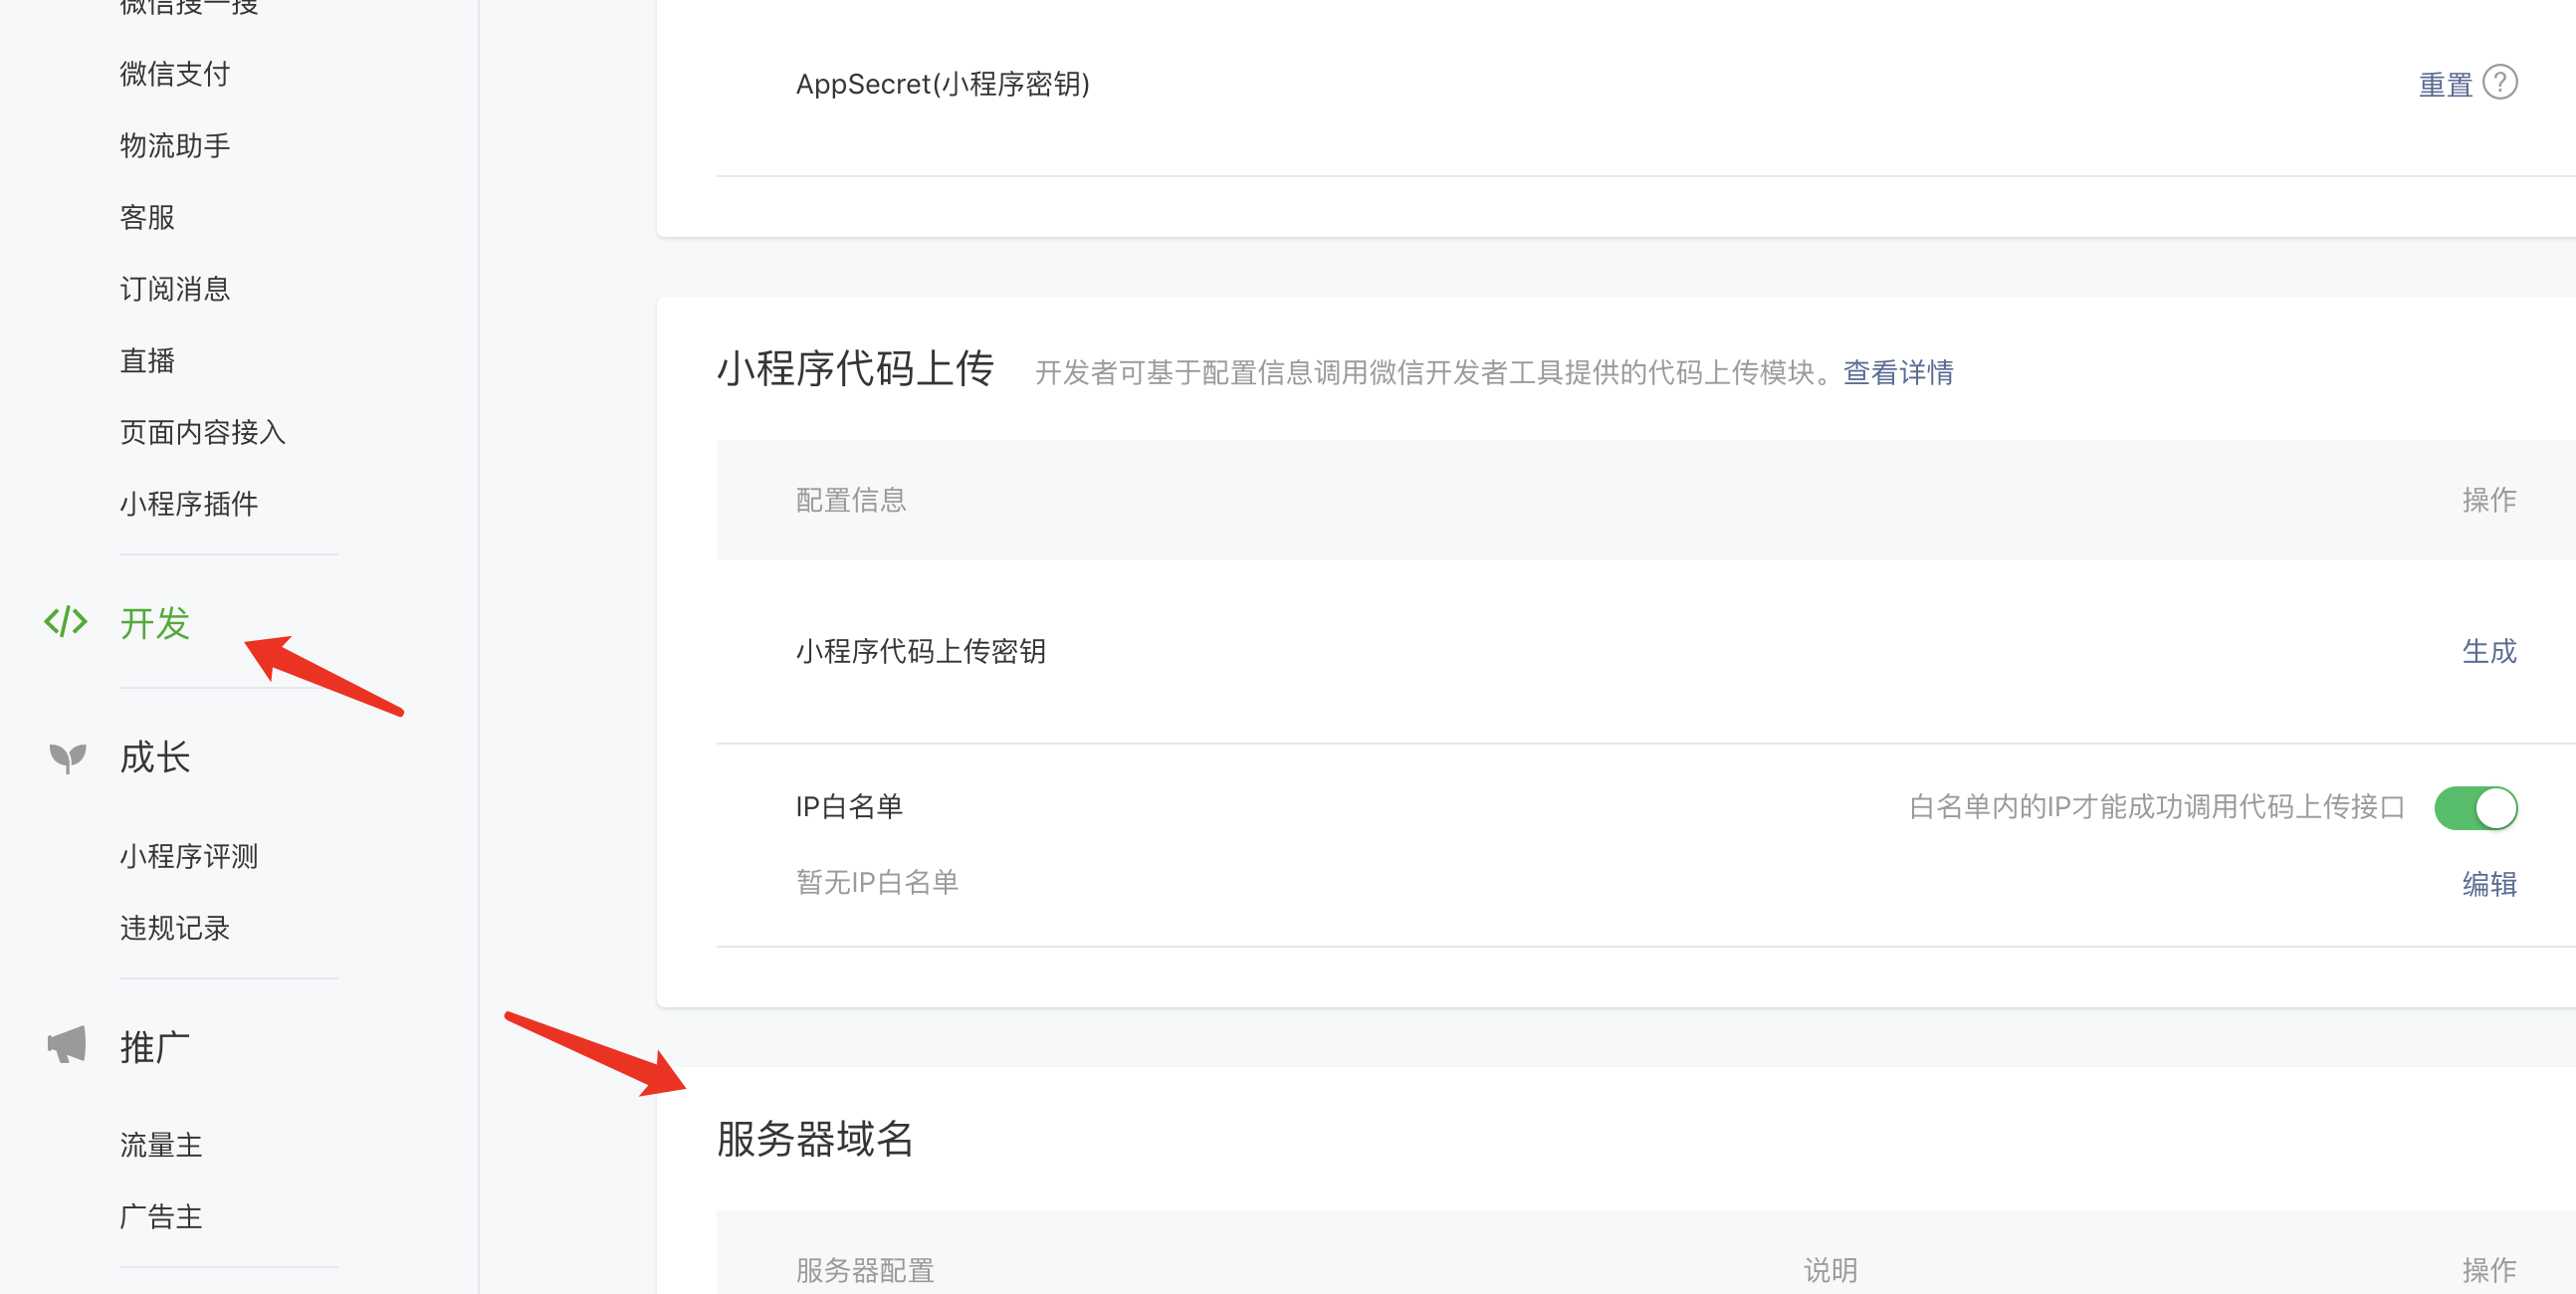 微信搜一搜
微信支付
物流助手
客服
订阅消息
直播
页面内容接入
小程序插件
开发
成长
小程序评测
违规记录
推广
流量主
广告主
AppSecret(小程序密钥)
重置
?
小程序代码上传 开发者可基于配置信息调用微信开发者工具提供的代码上传模块。查看详情
配置信息 操作
小程序代码上传密钥 生成
IP白名单 白名单内的IP才能成功调用代码上传接口
暂无IP白名单 编辑
服务器域名
服务器配置 说明 操作